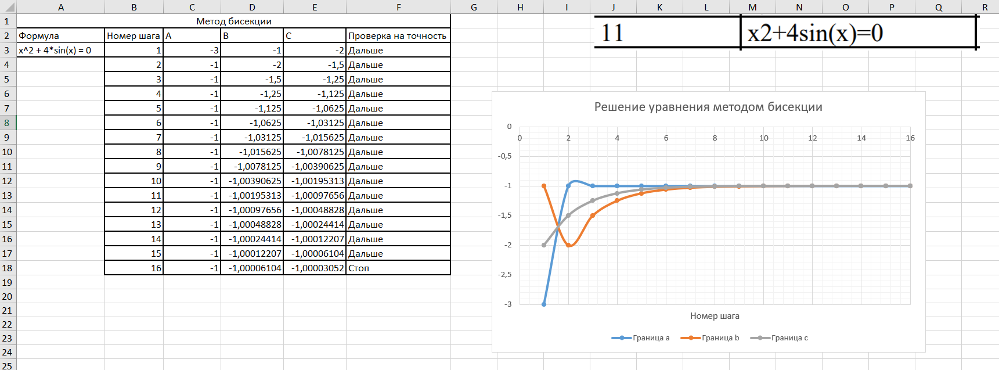 A B C D E F G H I J K L M N O P Q R
1 Метод бисекции
2 Формула Номер шага A B C Проверка на точность
3 x^2 + 4*sin(x) = 0 1 -3 -1 -2 Дальше
4 2 -1 -2 -1,5 Дальше
5 3 -1 -1,5 -1,25 Дальше
6 4 -1 -1,25 -1,125 Дальше
7 5 -1 -1,125 -1,0625 Дальше
8 6 -1 -1,0625 -1,03125 Дальше
9 7 -1 -1,03125 -1,015625 Дальше
10 8 -1 -1,015625 -1,0078125 Дальше
11 9 -1 -1,0078125 -1,00390625 Дальше
12 10 -1 -1,00390625 -1,00195313 Дальше
13 11 -1 -1,00195313 -1,00097656 Дальше
14 12 -1 -1,00097656 -1,00048828 Дальше
15 13 -1 -1,00048828 -1,00024414 Дальше
16 14 -1 -1,00024414 -1,00012207 Дальше
17 15 -1 -1,00012207 -1,00006104 Дальше
18 16 -1 -1,00006104 -1,00003052 Стоп
19
20
21
22
23
24
25
11 x2+4sin(x)=0
Решение уравнения методом бисекции
0
0 2 4 6 8 10 12 14 16
-0,5
-1
-1,5
-2
-2,5
-3
Номер шага
Граница a Граница b Граница c